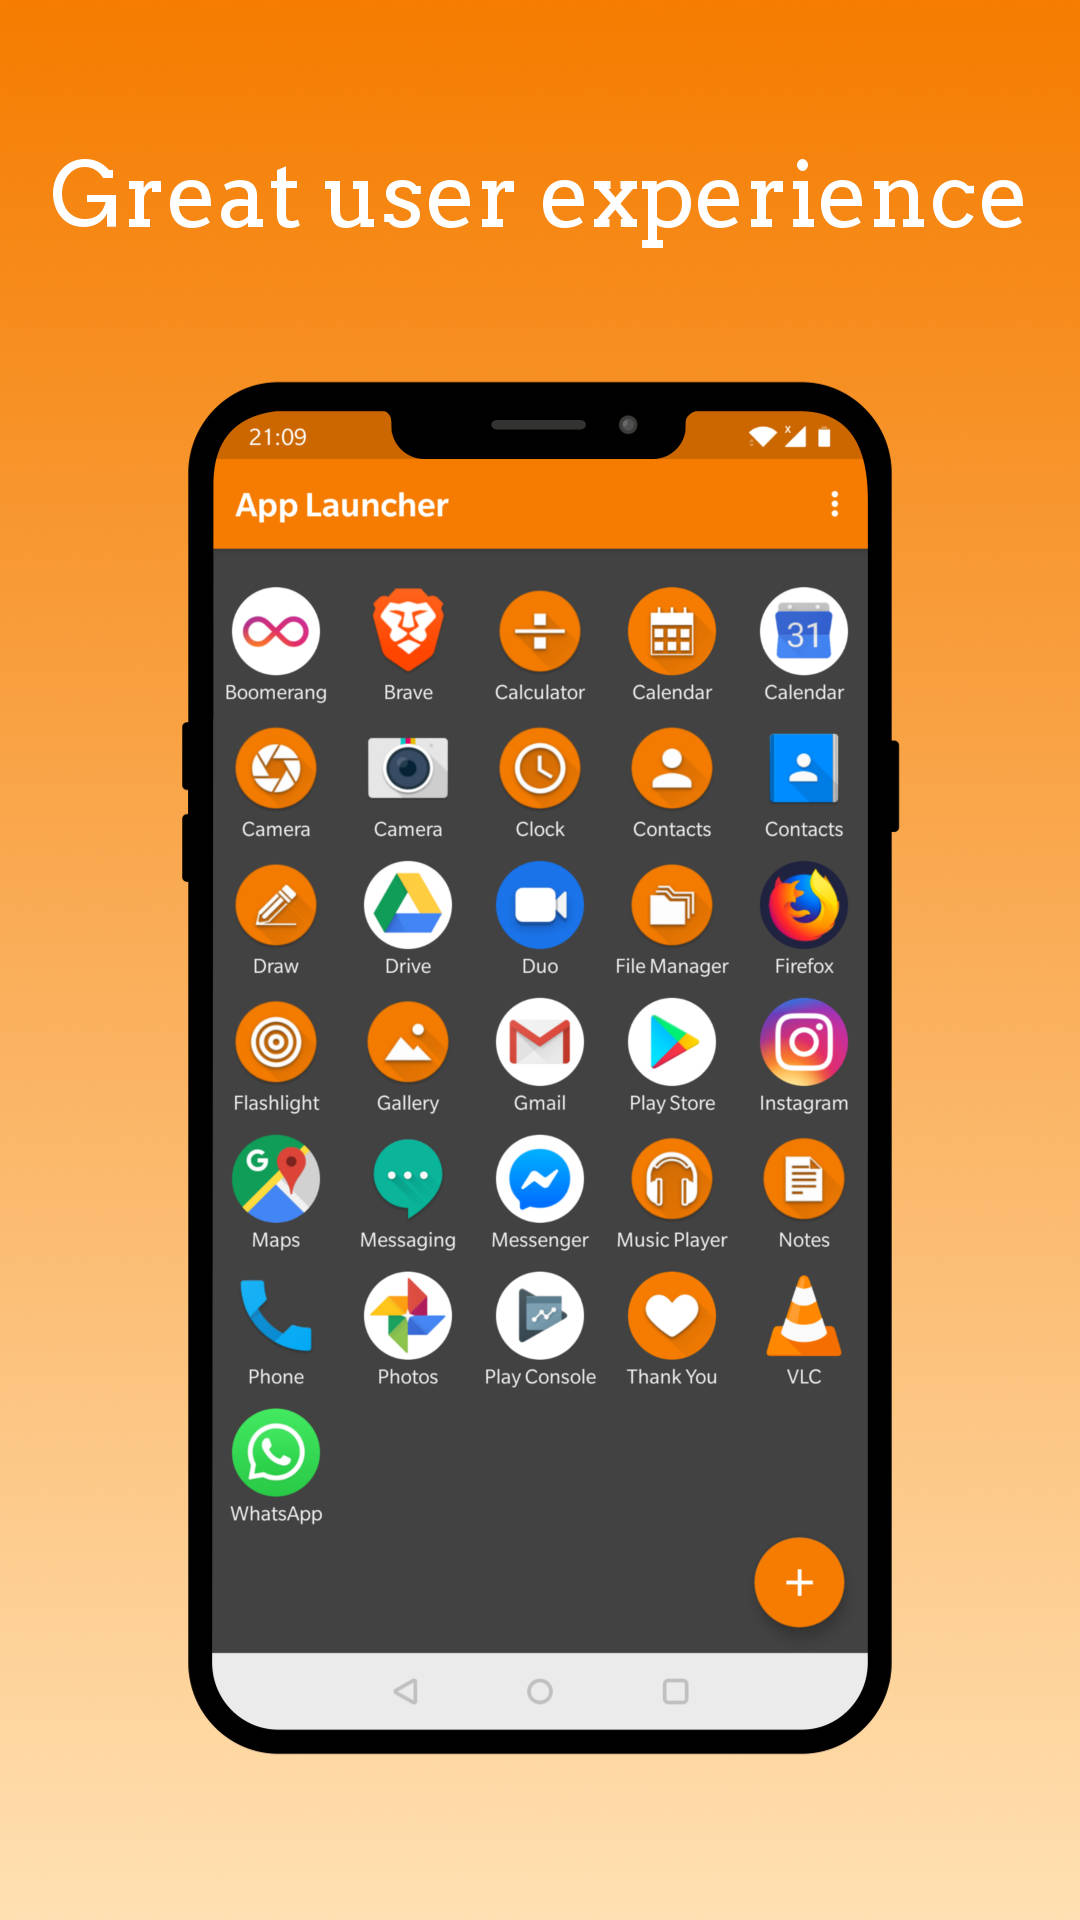 Great user experience
21:09
x
App Launcher
31
Boomerang Brave Calculator Calendar Calendar
Camera Camera Clock Contacts Contacts
Draw Drive Duo File Manager Firefox
Flashlight Gallery Gmail Play Store Instagram
G
Maps Messaging Messenger Music Player Notes
Phone Photos Play Console Thank You VLC
WhatsApp